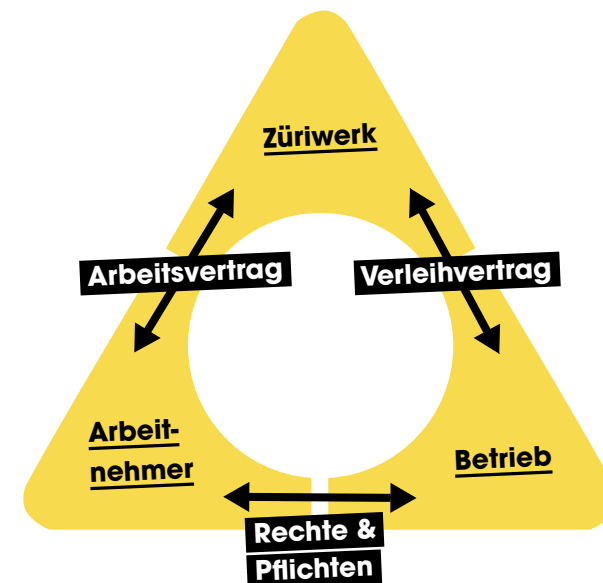 Züriwerk
Arbeitsvertrag
Verleihvertrag
Arbeit-
nehmer
Betrieb
Rechte &
Pflichten